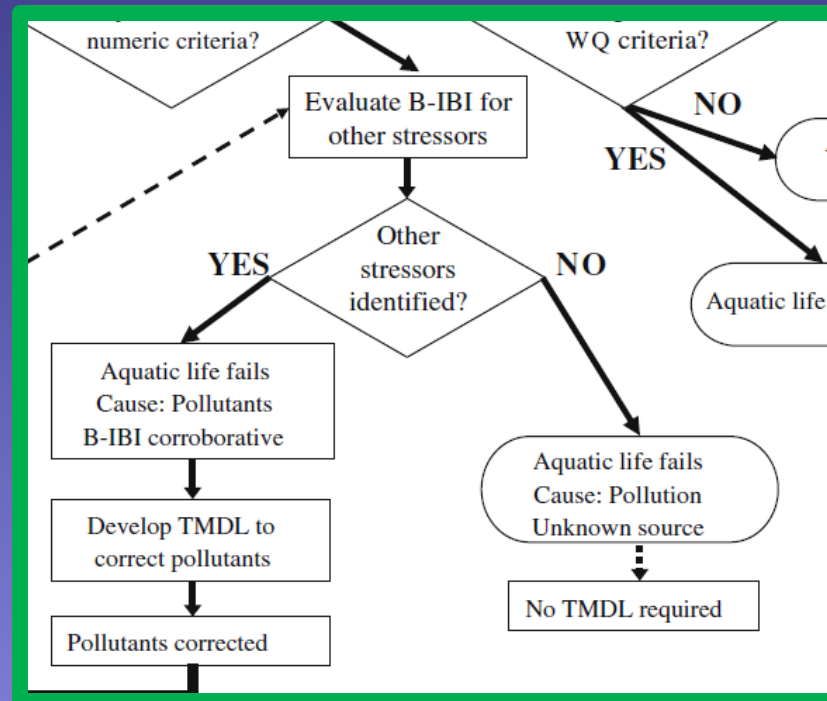 numeric criteria?
WQ criteria?
Evaluate B-IBI for
other stressors
NO
YES
Other
stressors
identified?
YES
NO
Aquatic life
Aquatic life fails
Cause: Pollutants
B-IBI corroborative
Aquatic life fails
Cause: Pollution
Unknown source
Develop TMDL to
correct pollutants
No TMDL required
Pollutants corrected